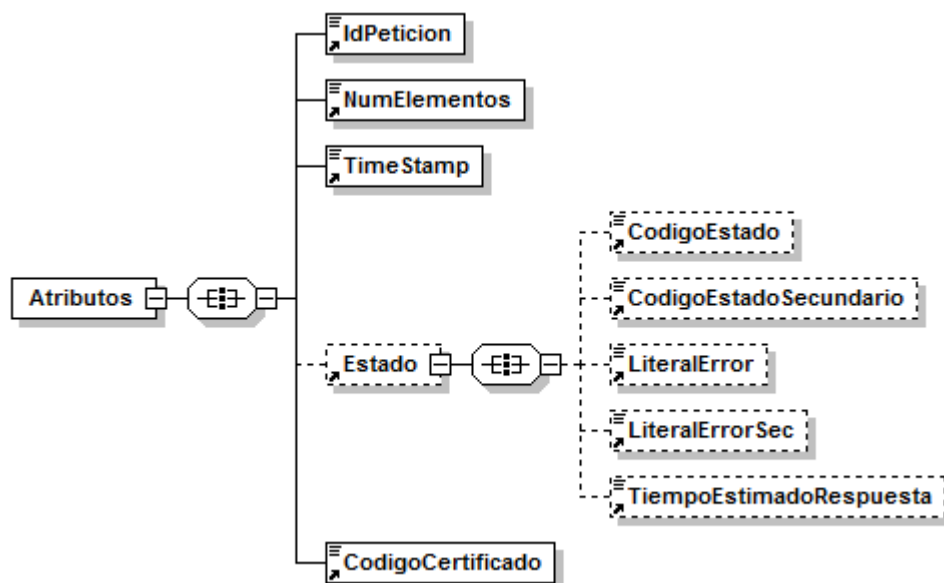 IdPeticion
NumElementos
TimeStamp
CodigoEstado
CodigoEstadoSecundario
Atributos
Estado
LiteralError
LiteralErrorSec
TiempoEstimadoRespuesta
CodigoCertificado